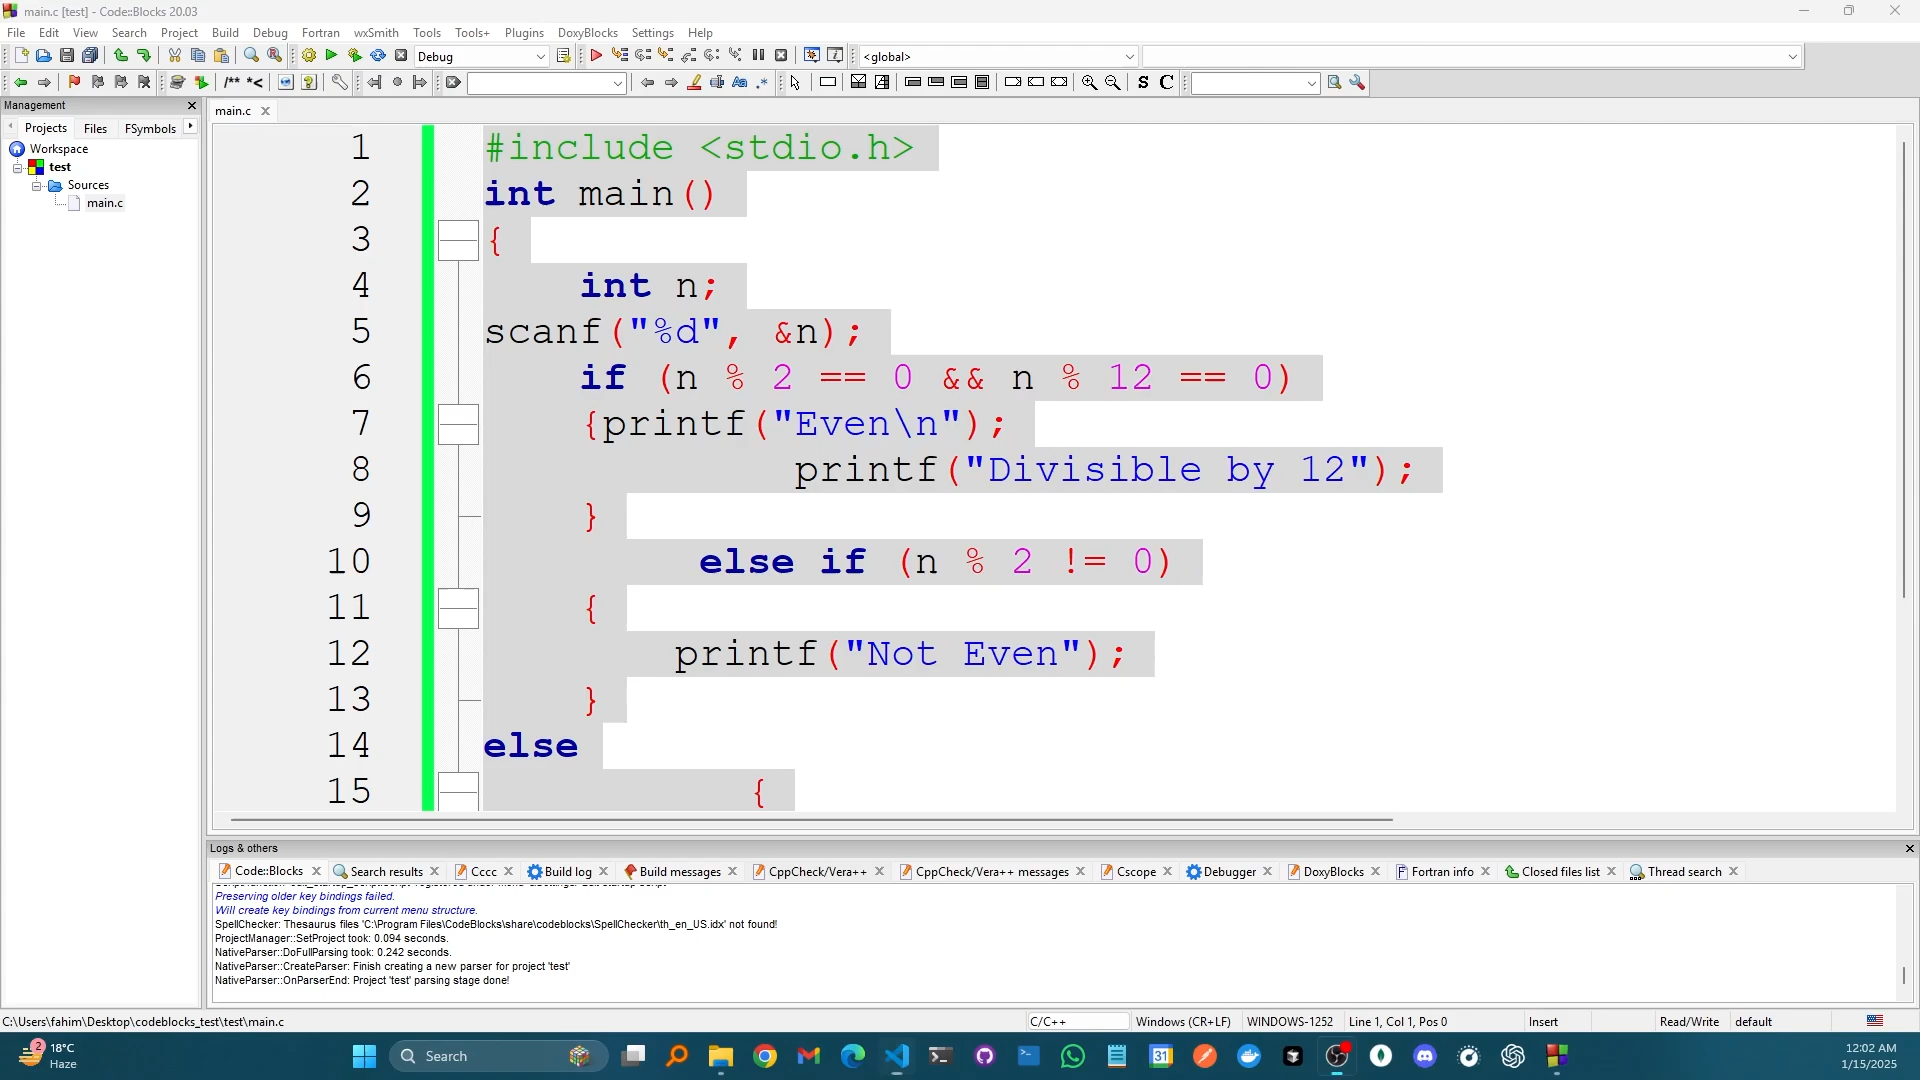 main.c [test] - Code::Blocks 20.03
File Edit View Search Project Build Debug Fortran wxSmith Tools Tools+ Plugins DoxyBlocks Settings Help
Debug
<global>
/** *<
Aa .*
S C
Management
Projects Files FSymbols
Workspace
test
Sources
main.c
main.c
1 #include <stdio.h>
2 int main()
3 {
4 int n;
5 scanf("%d", &n);
6 if (n % 2 == 0 && n % 12 == 0)
7 {printf("Even\n");
8 printf("Divisible by 12");
9 }
10 else if (n % 2 != 0)
11 {
12 printf("Not Even");
13 }
14 else
15 {
Logs & others
Code::Blocks Search results Cccc Build log Build messages CppCheck/Vera++ CppCheck/Vera++ messages Cscope Debugger DoxyBlocks Fortran info Closed files list Thread search
Preserving older key bindings failed.
Will create key bindings from current menu structure.
SpellChecker: Thesaurus files 'C:\Program Files\CodeBlocks\share\codeblocks\SpellChecker\th_en_US.idx' not found!
ProjectManager::SetProject took: 0.094 seconds.
NativeParser::DoFullParsing took: 0.242 seconds.
NativeParser::CreateParser: Finish creating a new parser for project 'test'
NativeParser::OnParserEnd: Project 'test' parsing stage done!
C:\Users\fahim\Desktop\codeblocks_test\test\main.c C/C++ Windows (CR+LF) WINDOWS-1252 Line 1, Col 1, Pos 0 Insert Read/Write default
2
18°C
Haze
Search
31
12:02 AM
1/15/2025